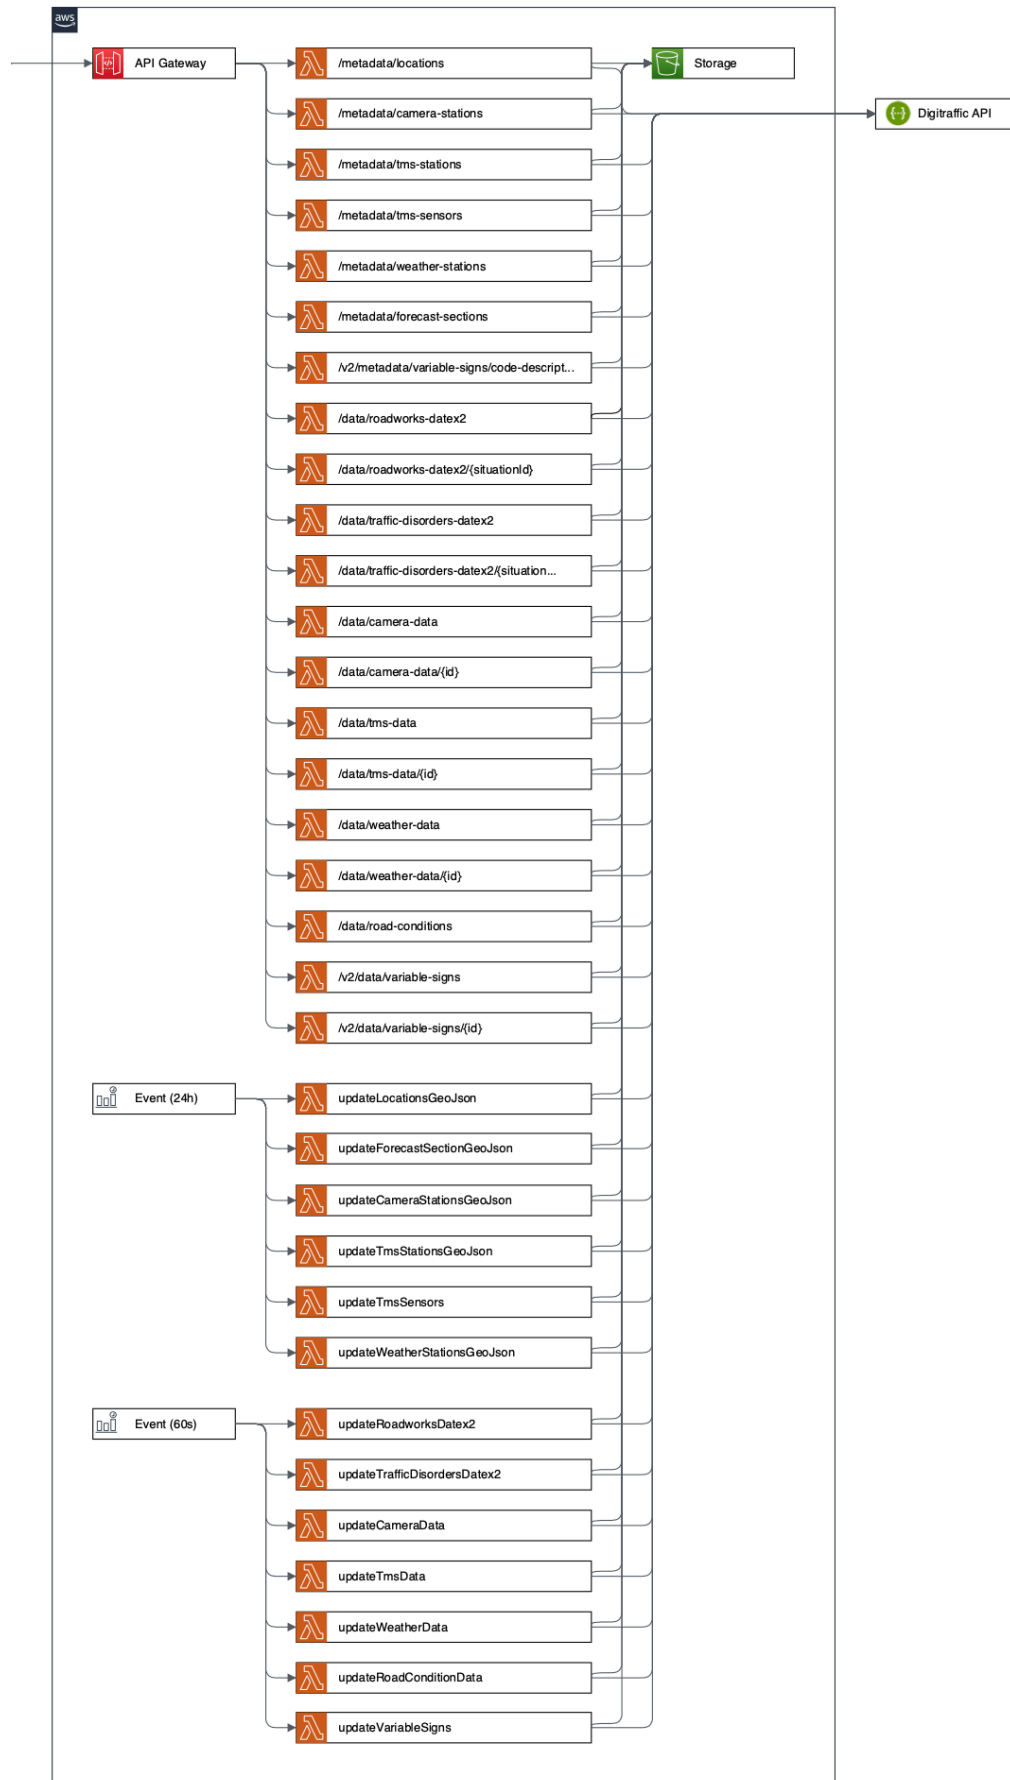 aws
API Gateway
/metadata/locations
Storage
/metadata/camera-stations
Digitraffic API
/metadata/tms-stations
/metadata/tms-sensors
/metadata/weather-stations
/metadata/forecast-sections
/v2/metadata/variable-signs/code-descript...
/data/roadworks-datex2
/data/roadworks-datex2/{situationId}
/data/traffic-disorders-datex2
/data/traffic-disorders-datex2/{situation...
/data/camera-data
/data/camera-data/{id}
/data/tms-data
/data/tms-data/{id}
/data/weather-data
/data/weather-data/{id}
/data/road-conditions
/v2/data/variable-signs
/v2/data/variable-signs/{id}
Event (24h)
updateLocationsGeoJson
updateForecastSectionGeoJson
updateCameraStationsGeoJson
updateTmsStationsGeoJson
updateTmsSensors
updateWeatherStationsGeoJson
Event (60s)
updateRoadworksDatex2
updateTrafficDisordersDatex2
updateCameraData
updateTmsData
updateWeatherData
updateRoadConditionData
updateVariableSigns